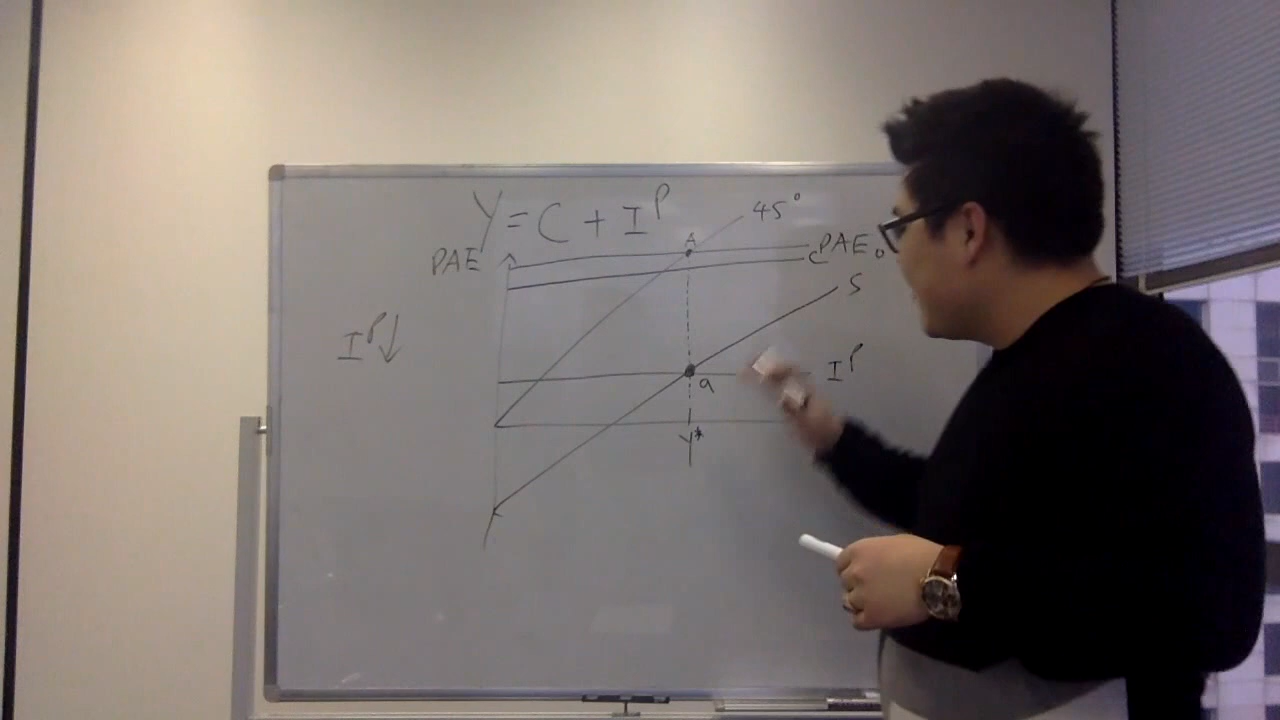 Y = C + I^P
45°
PAE
PAE₀
A
C
S
I^P↓
I^P
a
Y*